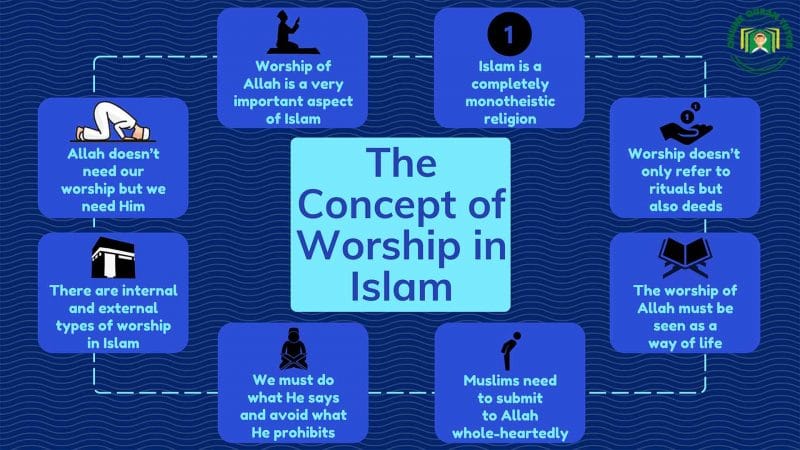 The
Concept of
Worship in
Islam
Worship of
Allah is a very
important aspect
of Islam
1
Islam is a
completely
monotheistic
religion
Worship doesn't
only refer to
rituals but
also deeds
The worship of
Allah must be
seen as a
way of life
Muslims need
to submit
to Allah
whole-heartedly
We must do
what He says
and avoid what
He prohibits
There are internal
and external
types of worship
in Islam
Allah doesn't
need our
worship but we
need Him